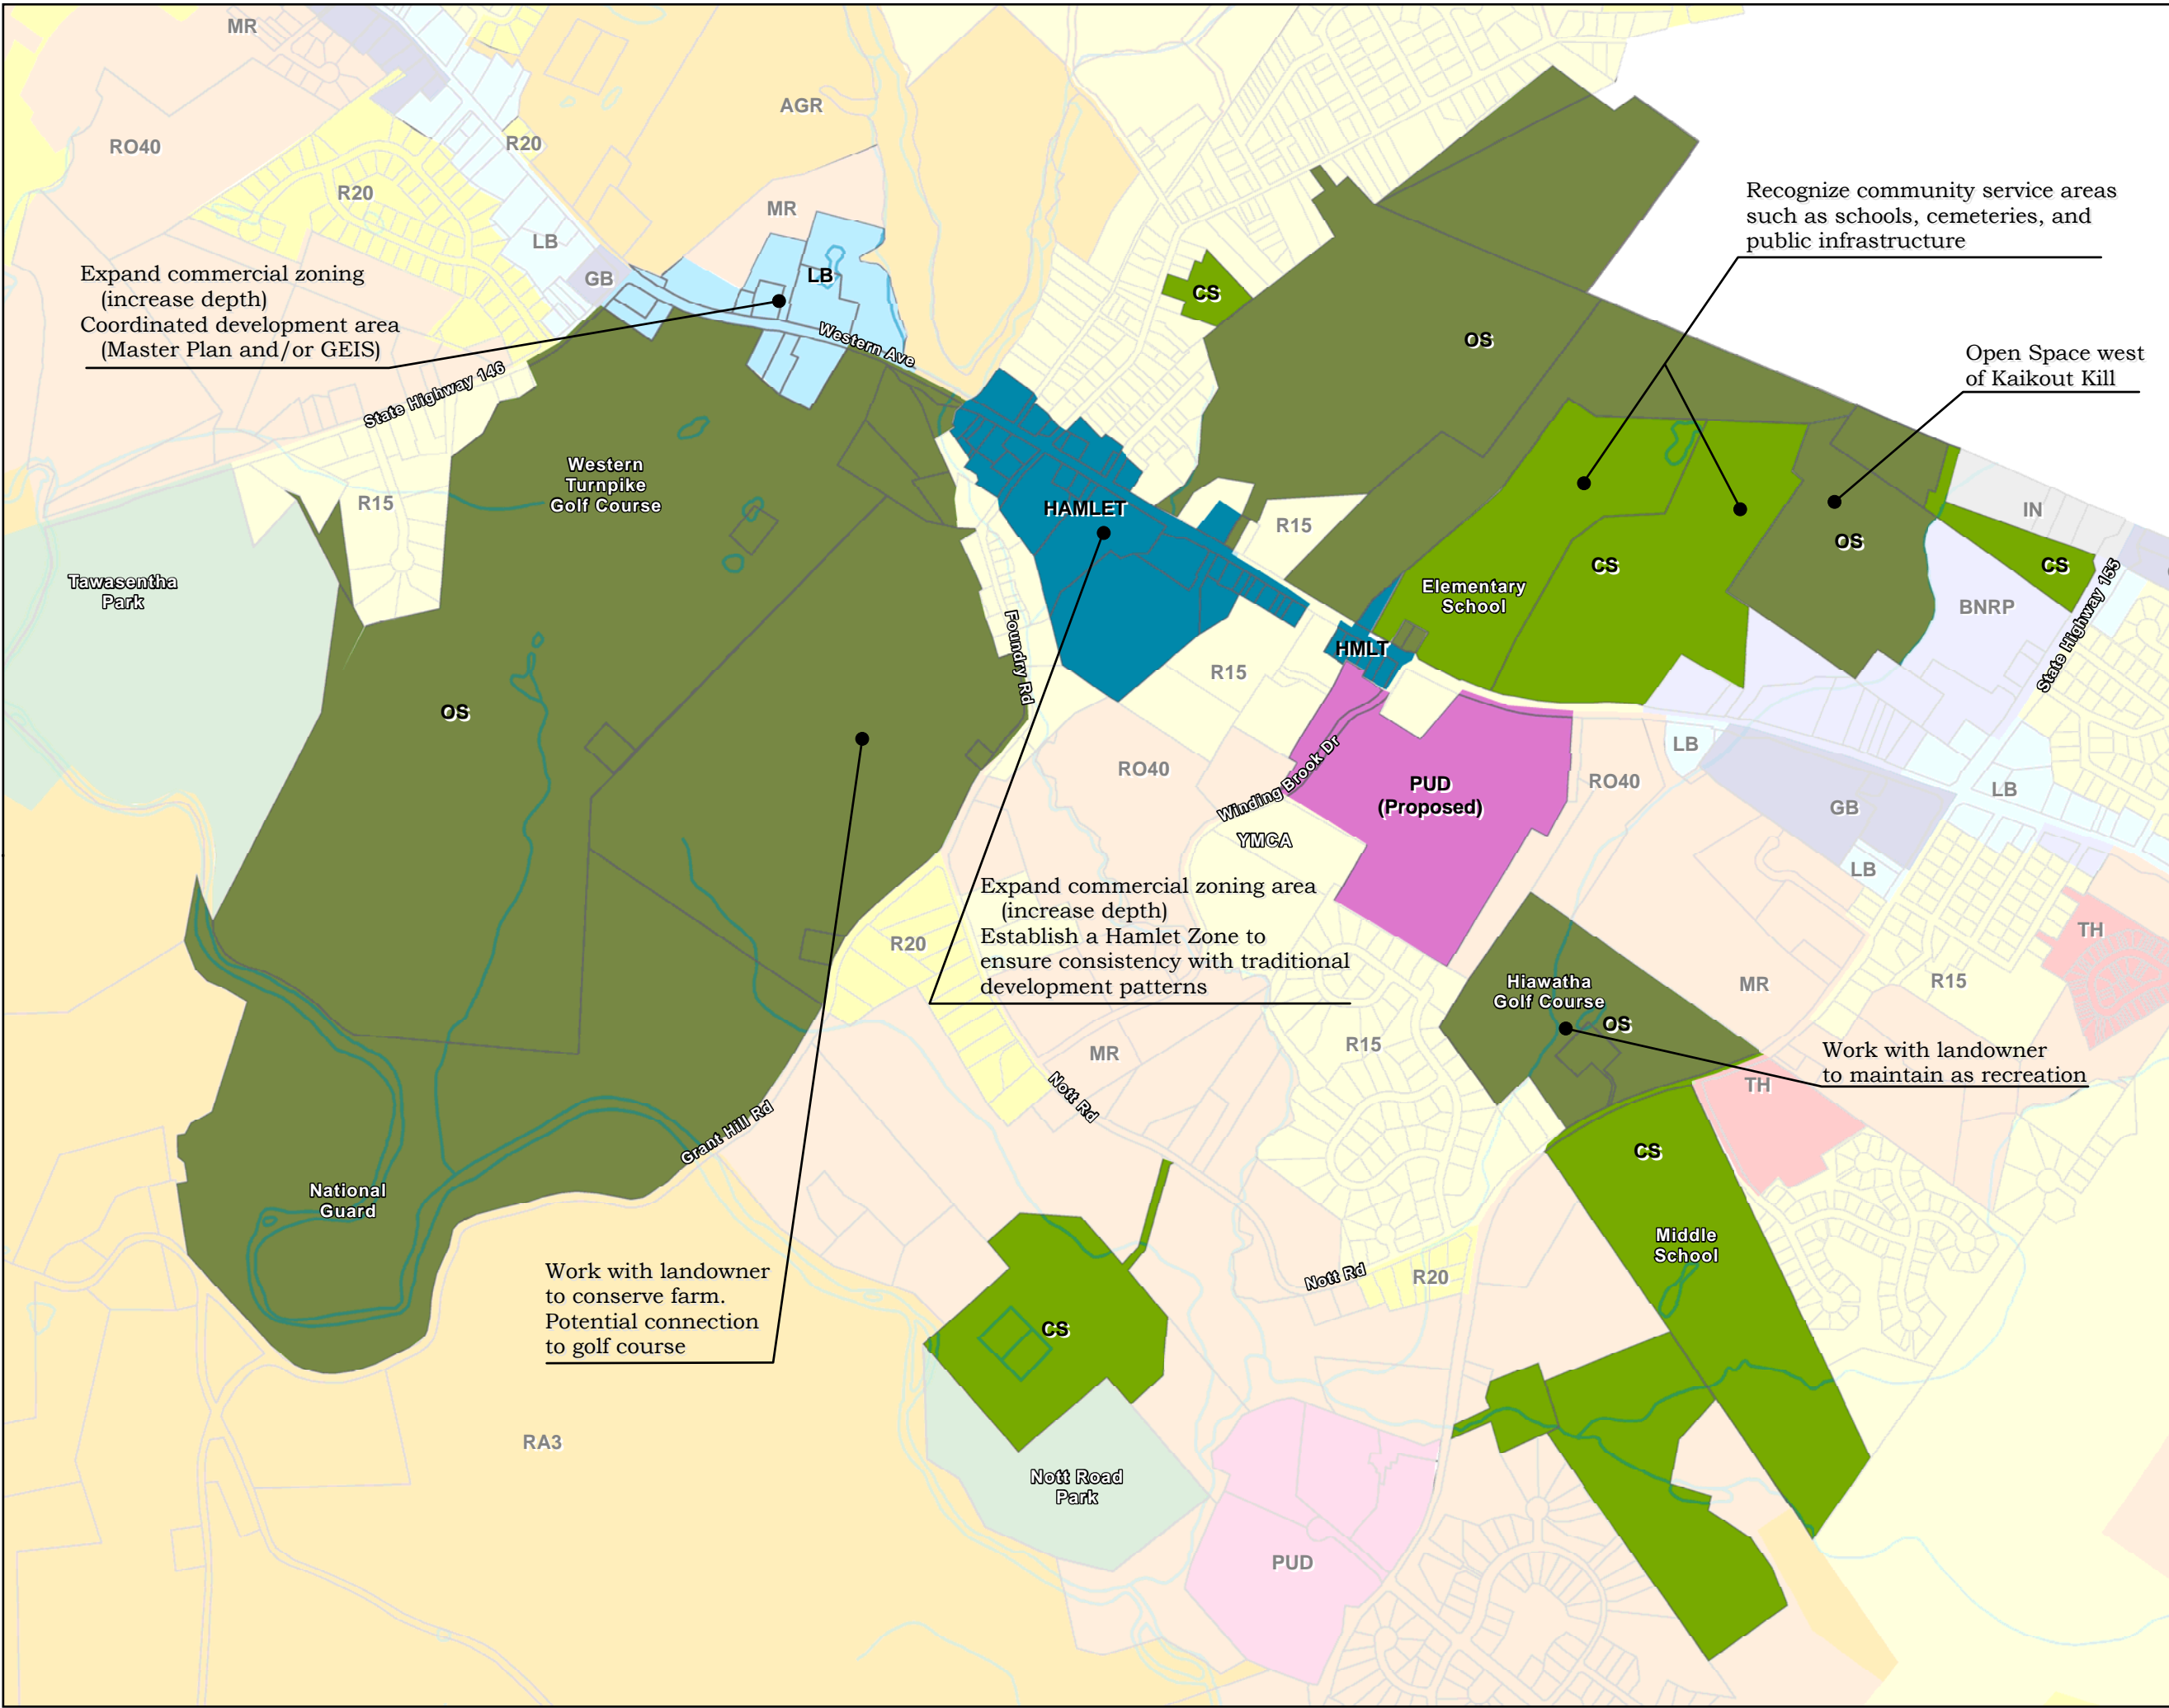 MR
RO40
R20
R20
AGR
MR
LB
GB
LB
Western Ave
State Highway 146
Expand commercial zoning
(increase depth)
Coordinated development area
(Master Plan and/or GEIS)
Recognize community service areas
such as schools, cemeteries, and
public infrastructure
CS
OS
Open Space west
of Kaikout Kill
Western
Turnpike
Golf Course
R15
HAMLET
R15
CS
OS
IN
CS
State Highway 155
BNRP
Tawasentha
Park
Elementary
School
Foundry Rd
HMLT
R15
OS
RO40
Winding Brook Dr
YMCA
PUD
(Proposed)
RO40
LB
GB
LB
LB
Expand commercial zoning area
(increase depth)
Establish a Hamlet Zone to
ensure consistency with traditional
development patterns
R20
TH
R15
MR
Hiawatha
Golf Course
OS
Work with landowner
to maintain as recreation
R15
MR
Nott Rd
Grant Hill Rd
TH
CS
National
Guard
Middle
School
Work with landowner
to conserve farm.
Potential connection
to golf course
Nott Rd
R20
CS
RA3
Nott Road
Park
PUD